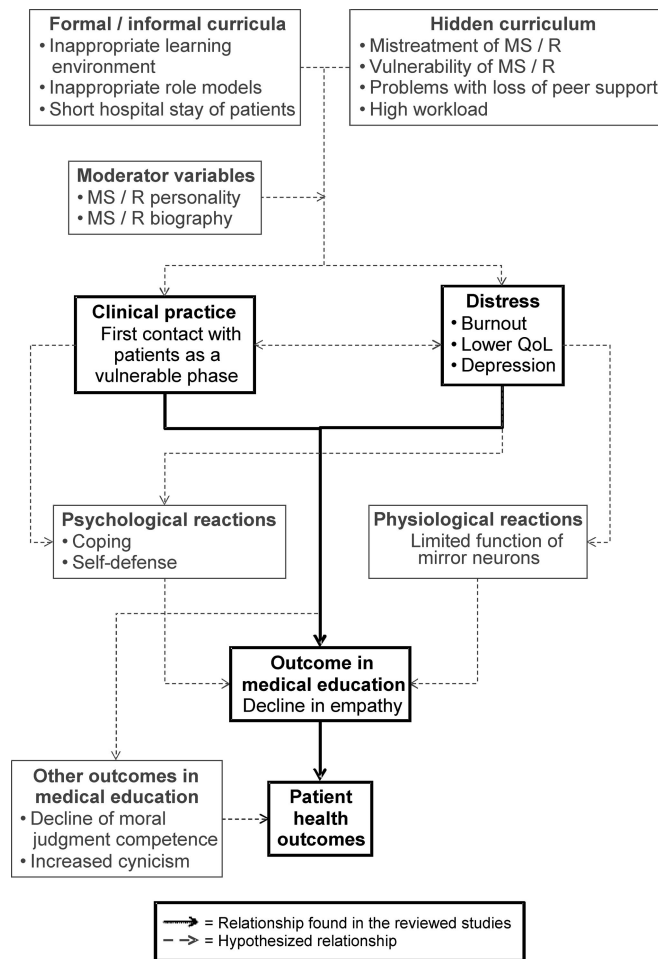 Formal / informal curricula
• Inappropriate learning
environment
• Inappropriate role models
• Short hospital stay of patients
Hidden curriculum
• Mistreatment of MS / R
• Vulnerability of MS / R
• Problems with loss of peer support
• High workload
Moderator variables
• MS / R personality
• MS / R biography
Clinical practice
First contact with
patients as a
vulnerable phase
Distress
• Burnout
• Lower QoL
• Depression
Psychological reactions
• Coping
• Self-defense
Physiological reactions
Limited function of
mirror neurons
Outcome in
medical education
Decline in empathy
Other outcomes in
medical education
• Decline of moral
judgment competence
• Increased cynicism
Patient
health
outcomes
= Relationship found in the reviewed studies
= Hypothesized relationship